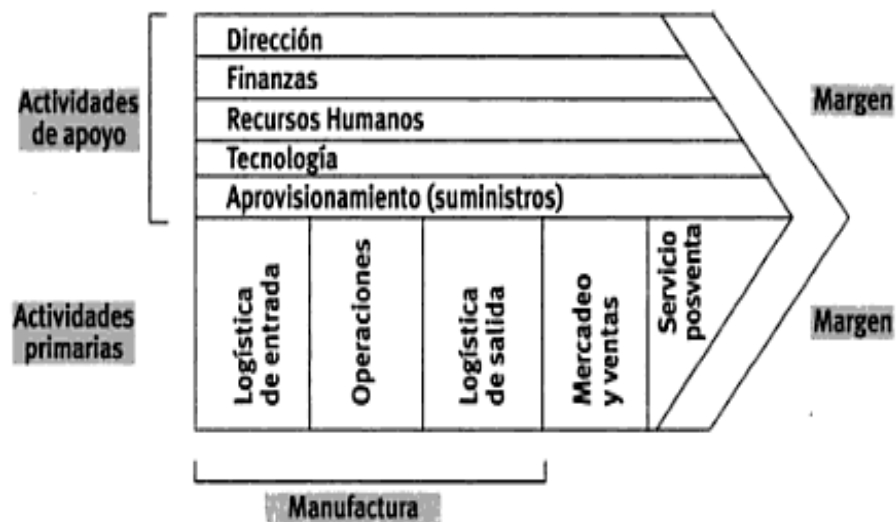 Actividades
de apoyo
Dirección
Finanzas
Recursos Humanos
Tecnología
Aprovisionamiento (suministros)
Margen
Actividades
primarias
Logística
de entrada
Operaciones
Logística
de salida
Mercadeo
y ventas
Servicio
posventa
Margen
Manufactura